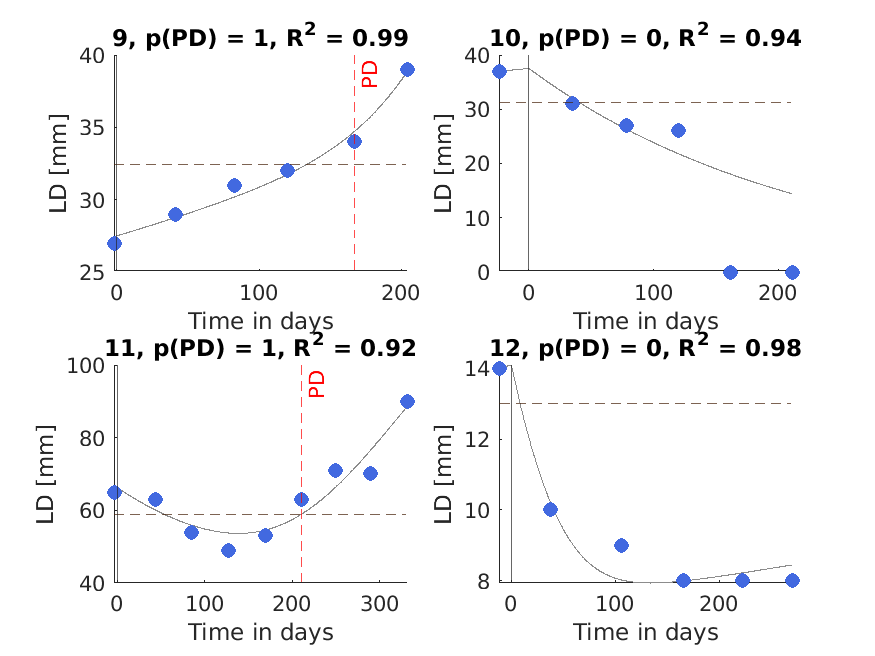 9, p(PD) = 1, R² = 0.99
40
35
30
25
LD [mm]
PD
0 100 200
Time in days
10, p(PD) = 0, R² = 0.94
40
30
20
10
0
LD [mm]
0 100 200
Time in days
11, p(PD) = 1, R² = 0.92
100
80
60
40
LD [mm]
PD
0 100 200 300
Time in days
12, p(PD) = 0, R² = 0.98
14
12
10
8
LD [mm]
0 100 200
Time in days